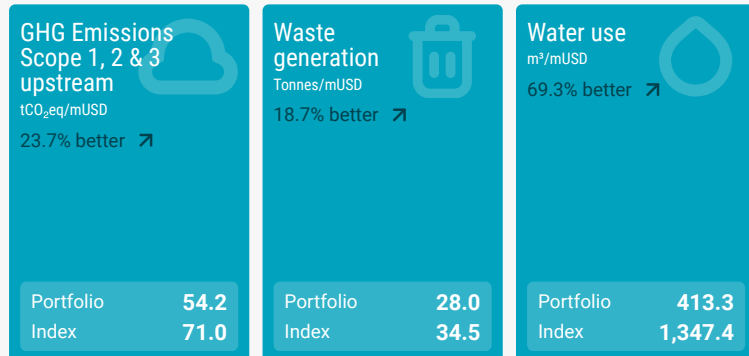 GHG Emissions
Scope 1, 2 & 3
upstream
tCO₂eq/mUSD
23.7% better
Portfolio 54.2
Index 71.0
Waste
generation
Tonnes/mUSD
18.7% better
Portfolio 28.0
Index 34.5
Water use
m³/mUSD
69.3% better
Portfolio 413.3
Index 1,347.4